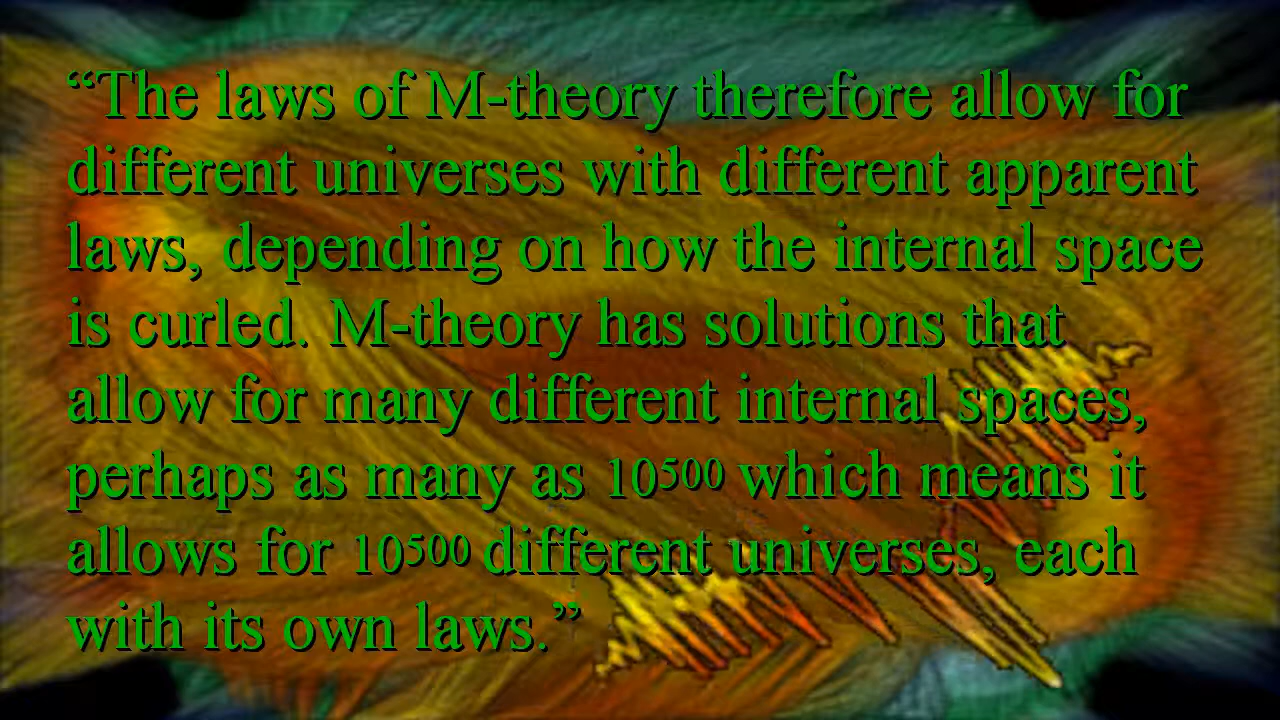 “The laws of M-theory therefore allow for
different universes with different apparent
laws, depending on how the internal space
is curled. M-theory has solutions that
allow for many different internal spaces,
perhaps as many as 10500 which means it
allows for 10500 different universes, each
with its own laws.”